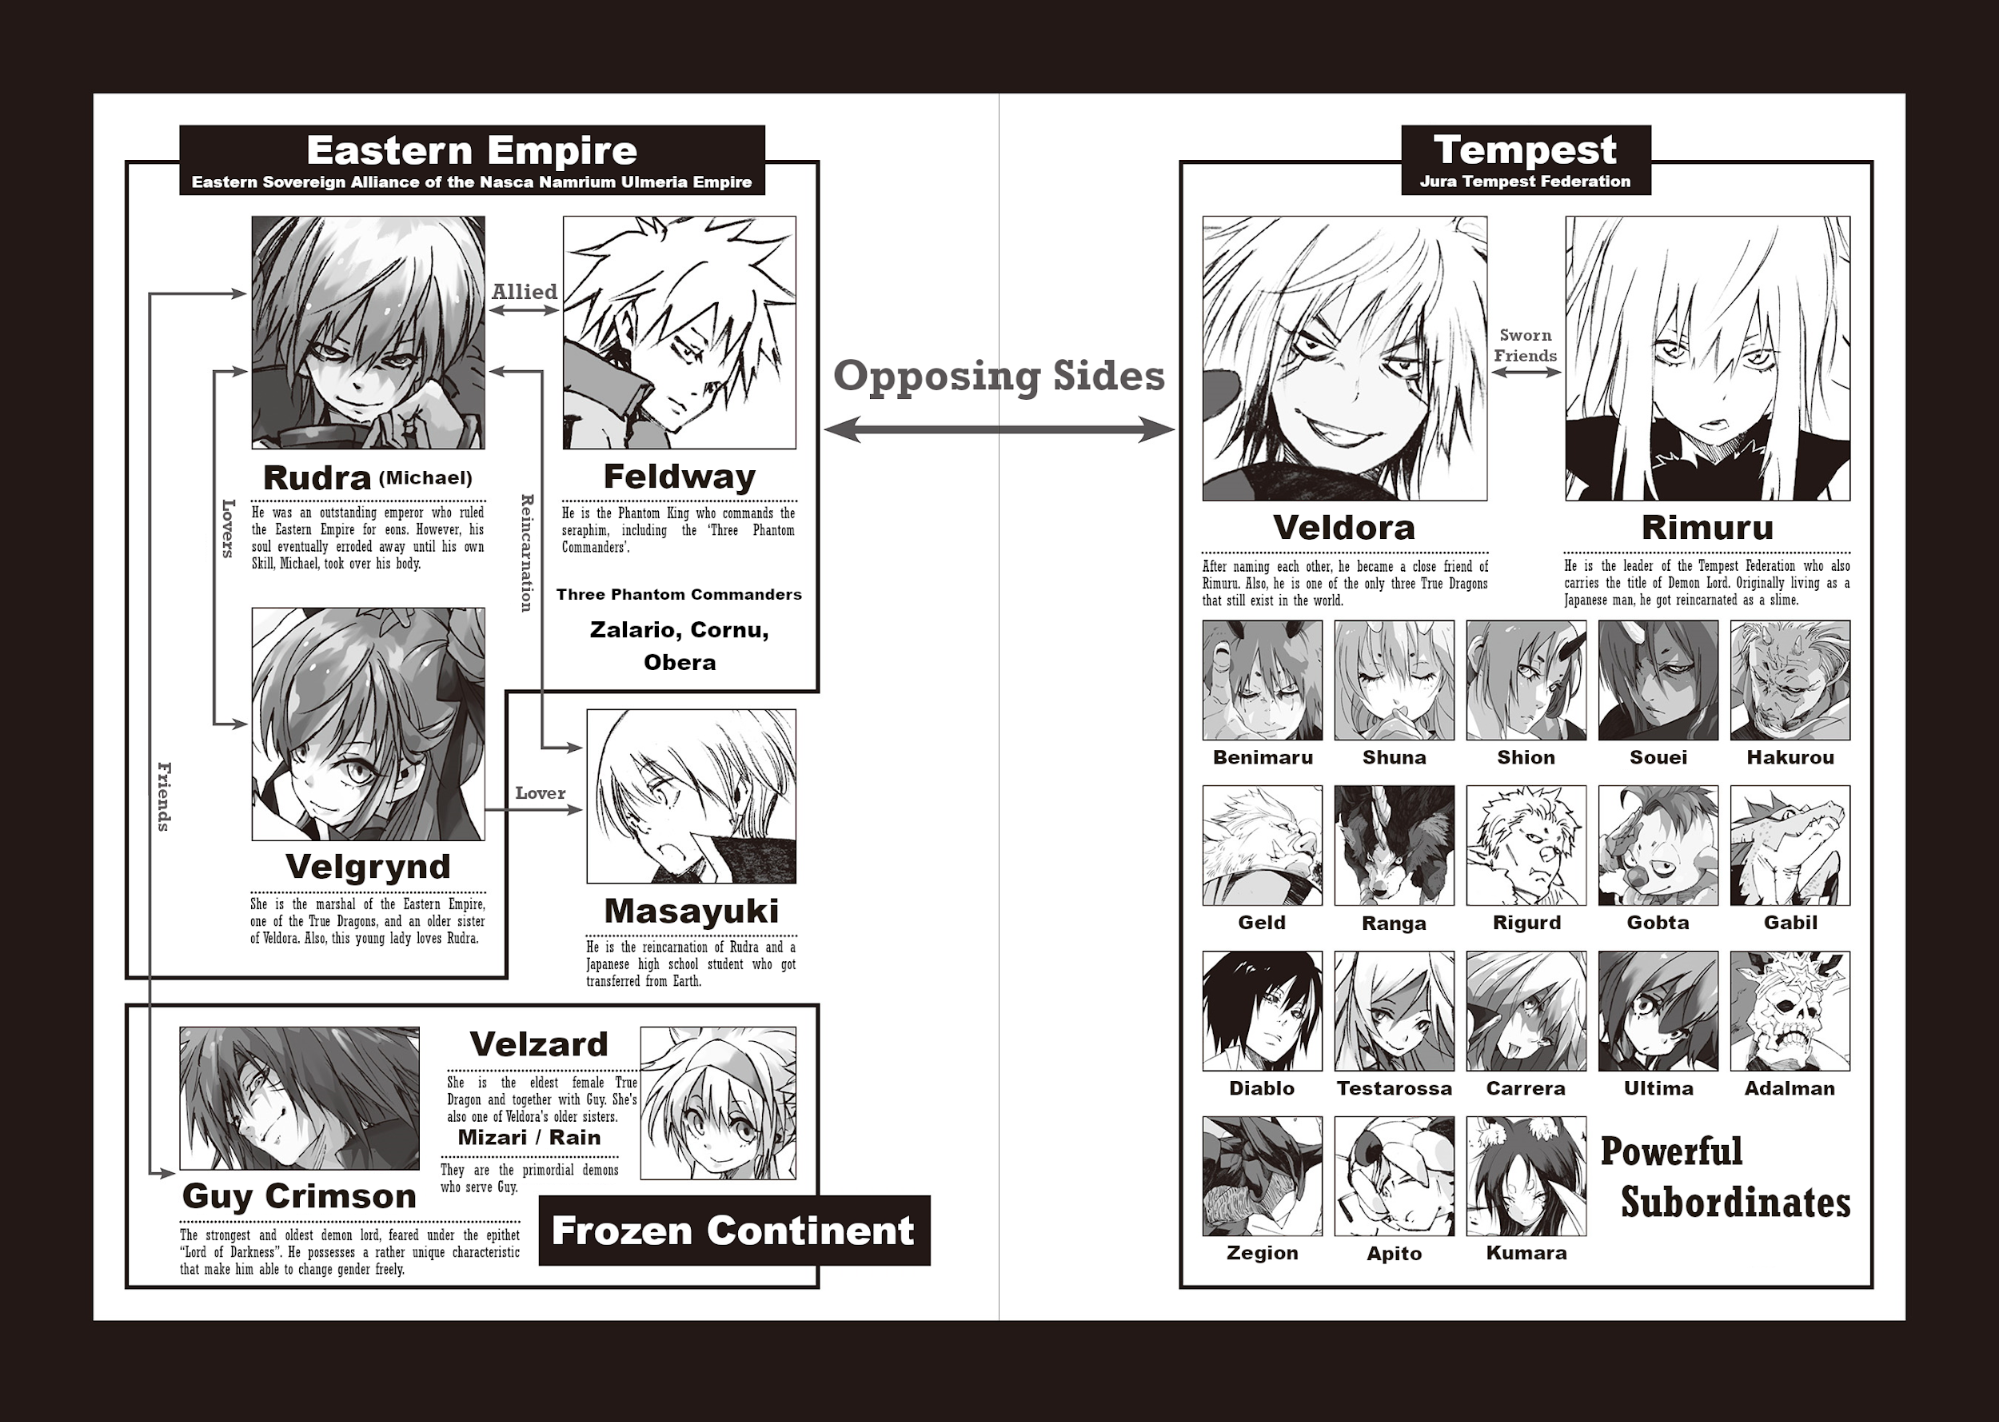 Eastern Empire
Eastern Sovereign Alliance of the Nasca Namrium Ulmeria Empire
Allied
Rudra (Michael)
He was an outstanding emperor who ruled
the Eastern Empire for eons. However, his
soul eventually erroded away until his own
Skill, Michael, took over his body.
Feldway
He is the Phantom King who commands the
seraphim, including the 'Three Phantom
Commanders'.
Three Phantom Commanders
Zalario, Cornu,
Obera
Lovers
Reincarnation
Friends
Lover
Velgrynd
She is the marshal of the Eastern Empire,
one of the True Dragons, and an older sister
of Veldora. Also, this young lady loves Rudra.
Masayuki
He is the reincarnation of Rudra and a
Japanese high school student who got
transferred from Earth.
Velzard
She is the eldest female True
Dragon and together with Guy. She's
also one of Veldora's older sisters.
Mizari / Rain
They are the primordial demons
who serve Guy.
Guy Crimson
The strongest and oldest demon lord, feared under the epithet
"Lord of Darkness". He possesses a rather unique characteristic
that make him able to change gender freely.
Frozen Continent
Opposing Sides
Tempest
Jura Tempest Federation
Sworn
Friends
Veldora
After naming each other, he became a close friend of
Rimuru. Also, he is one of the only three True Dragons
that still exist in the world.
Rimuru
He is the leader of the Tempest Federation who also
carries the title of Demon Lord. Originally living as a
Japanese man, he got reincarnated as a slime.
Benimaru
Shuna
Shion
Souei
Hakurou
Geld
Ranga
Rigurd
Gobta
Gabil
Diablo
Testarossa
Carrera
Ultima
Adalman
Zegion
Apito
Kumara
Powerful
Subordinates